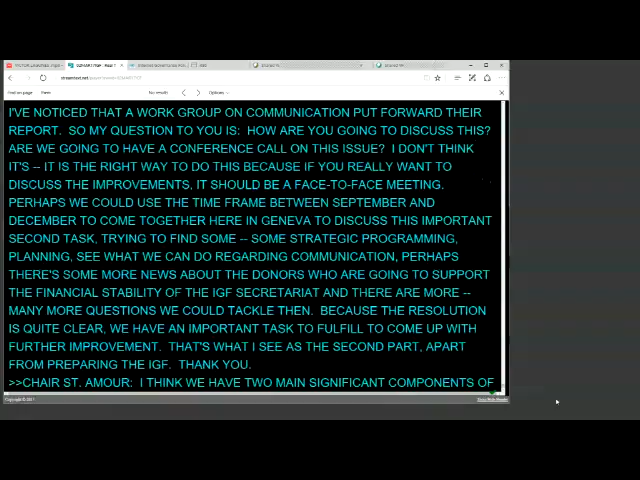 streamtext.net
Find on page
No results
Options
I'VE NOTICED THAT A WORK GROUP ON COMMUNICATION PUT FORWARD THEIR
REPORT.  SO MY QUESTION TO YOU IS:  HOW ARE YOU GOING TO DISCUSS THIS?
ARE WE GOING TO HAVE A CONFERENCE CALL ON THIS ISSUE?  I DON'T THINK
IT'S -- IT IS THE RIGHT WAY TO DO THIS BECAUSE IF YOU REALLY WANT TO
DISCUSS THE IMPROVEMENTS, IT SHOULD BE A FACE-TO-FACE MEETING.
PERHAPS WE COULD USE THE TIME FRAME BETWEEN SEPTEMBER AND
DECEMBER TO COME TOGETHER HERE IN GENEVA TO DISCUSS THIS IMPORTANT
SECOND TASK, TRYING TO FIND SOME -- SOME STRATEGIC PROGRAMMING,
PLANNING, SEE WHAT WE CAN DO REGARDING COMMUNICATION, PERHAPS
THERE'S SOME MORE NEWS ABOUT THE DONORS WHO ARE GOING TO SUPPORT
THE FINANCIAL STABILITY OF THE IGF SECRETARIAT AND THERE ARE MORE --
MANY MORE QUESTIONS WE COULD TACKLE THEN.  BECAUSE THE RESOLUTION
IS QUITE CLEAR, WE HAVE AN IMPORTANT TASK TO FULFILL TO COME UP WITH
FURTHER IMPROVEMENT.  THAT'S WHAT I SEE AS THE SECOND PART, APART
FROM PREPARING THE IGF.  THANK YOU.
>>CHAIR ST. AMOUR:  I THINK WE HAVE TWO MAIN SIGNIFICANT COMPONENTS OF